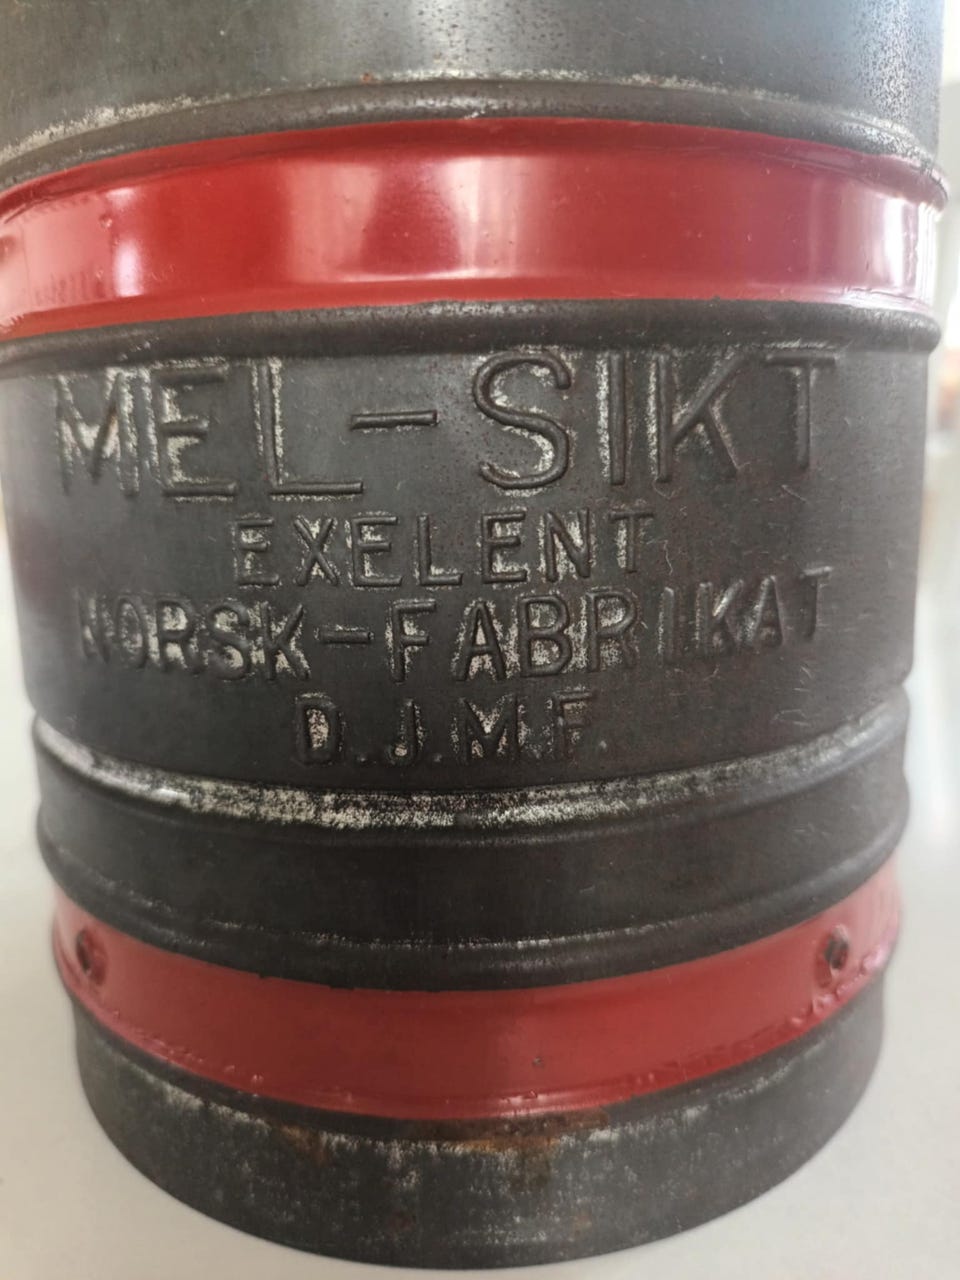 MEL-SIKT
EXELENT
NORSK-FABRIKAT
D.J.M.F.